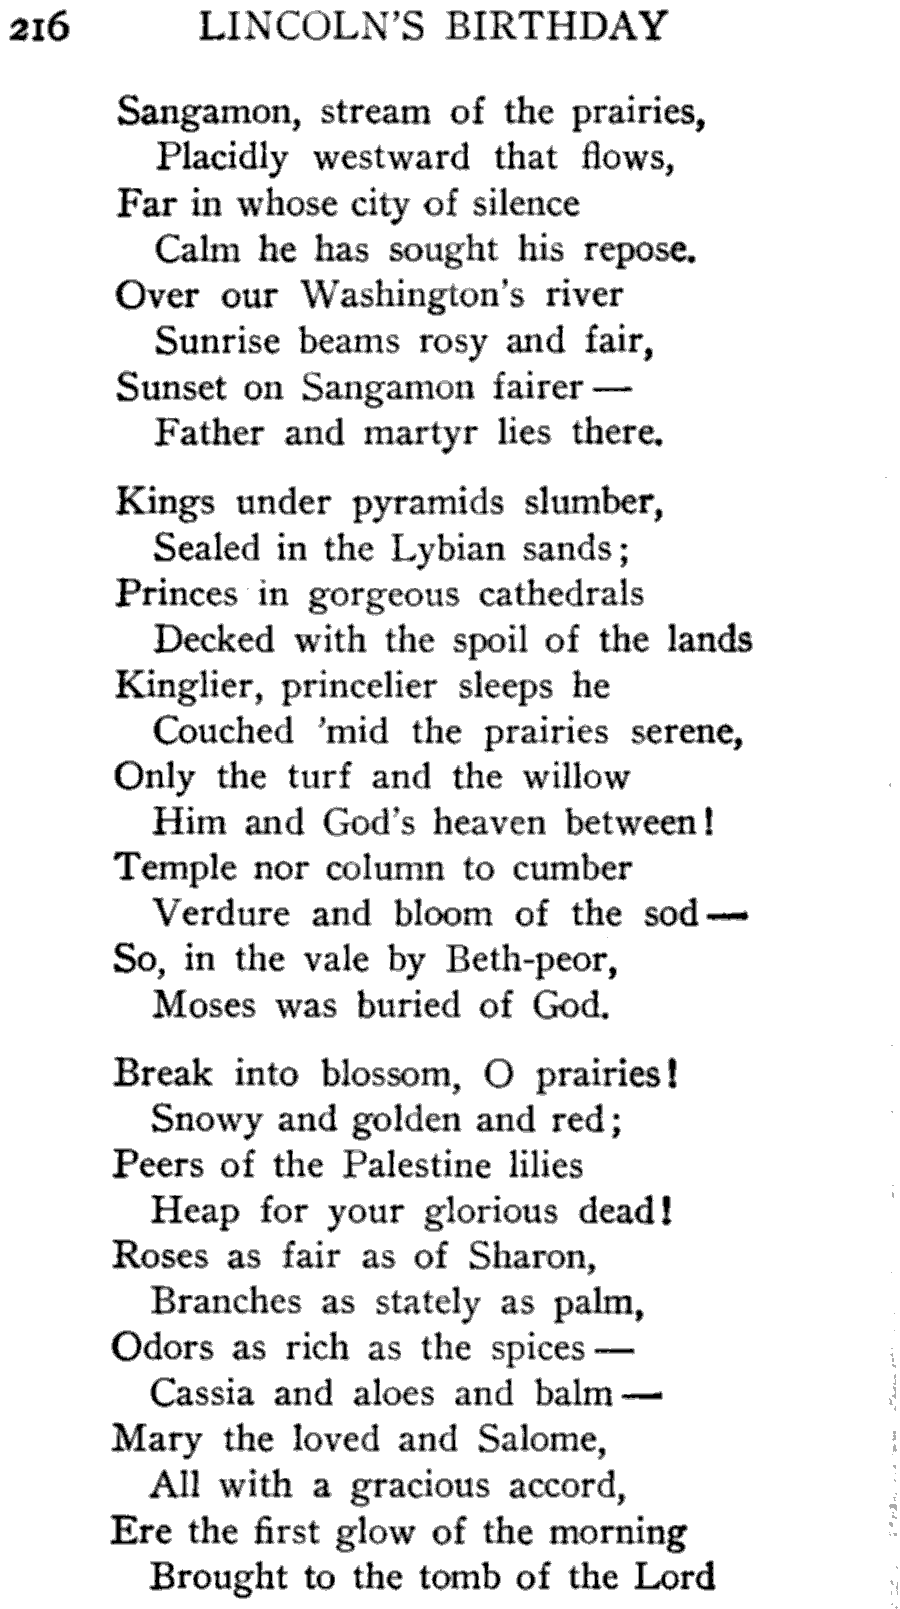 216 LINCOLN'S BIRTHDAY
Sangamon, stream of the prairies,
Placidly westward that flows,
Far in whose city of silence
Calm he has sought his repose.
Over our Washington's river
Sunrise beams rosy and fair,
Sunset on Sangamon fairer —
Father and martyr lies there.
Kings under pyramids slumber,
Sealed in the Lybian sands;
Princes in gorgeous cathedrals
Decked with the spoil of the lands
Kinglier, princelier sleeps he
Couched 'mid the prairies serene,
Only the turf and the willow
Him and God's heaven between!
Temple nor column to cumber
Verdure and bloom of the sod —
So, in the vale by Beth-peor,
Moses was buried of God.
Break into blossom, O prairies!
Snowy and golden and red;
Peers of the Palestine lilies
Heap for your glorious dead!
Roses as fair as of Sharon,
Branches as stately as palm,
Odors as rich as the spices —
Cassia and aloes and balm —
Mary the loved and Salome,
All with a gracious accord,
Ere the first glow of the morning
Brought to the tomb of the Lord